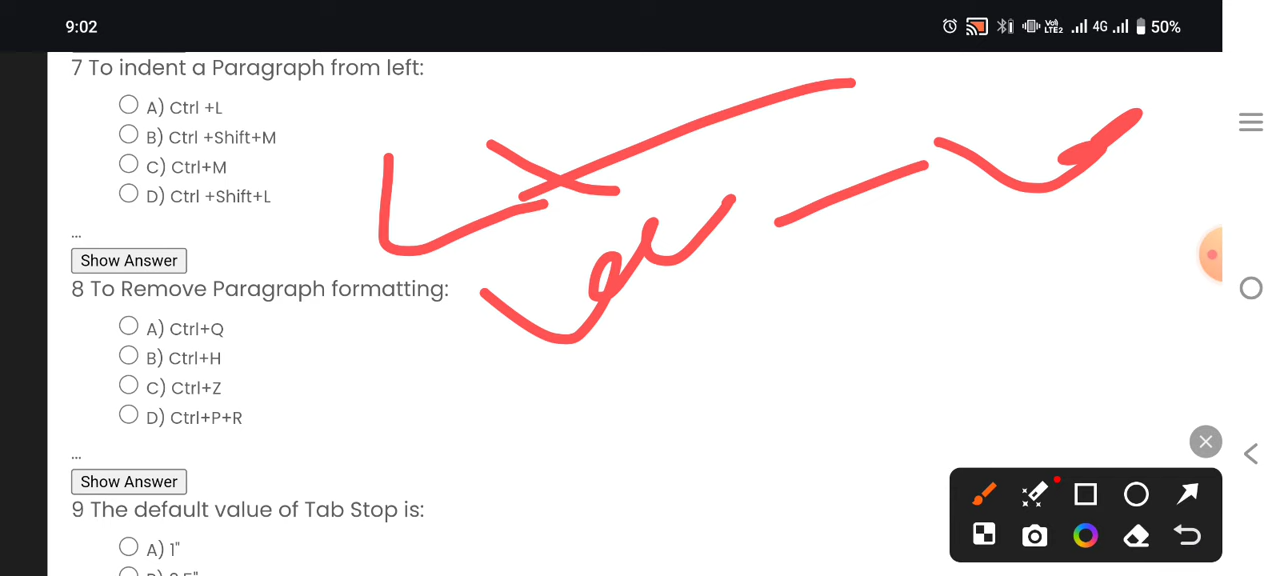 9:02
Vo) LTE2 4G 50%
7 To indent a Paragraph from left:
A) Ctrl +L
B) Ctrl +Shift+M
C) Ctrl+M
D) Ctrl +Shift+L
...
Show Answer
8 To Remove Paragraph formatting:
A) Ctrl+Q
B) Ctrl+H
C) Ctrl+Z
D) Ctrl+P+R
...
Show Answer
9 The default value of Tab Stop is:
A) 1"